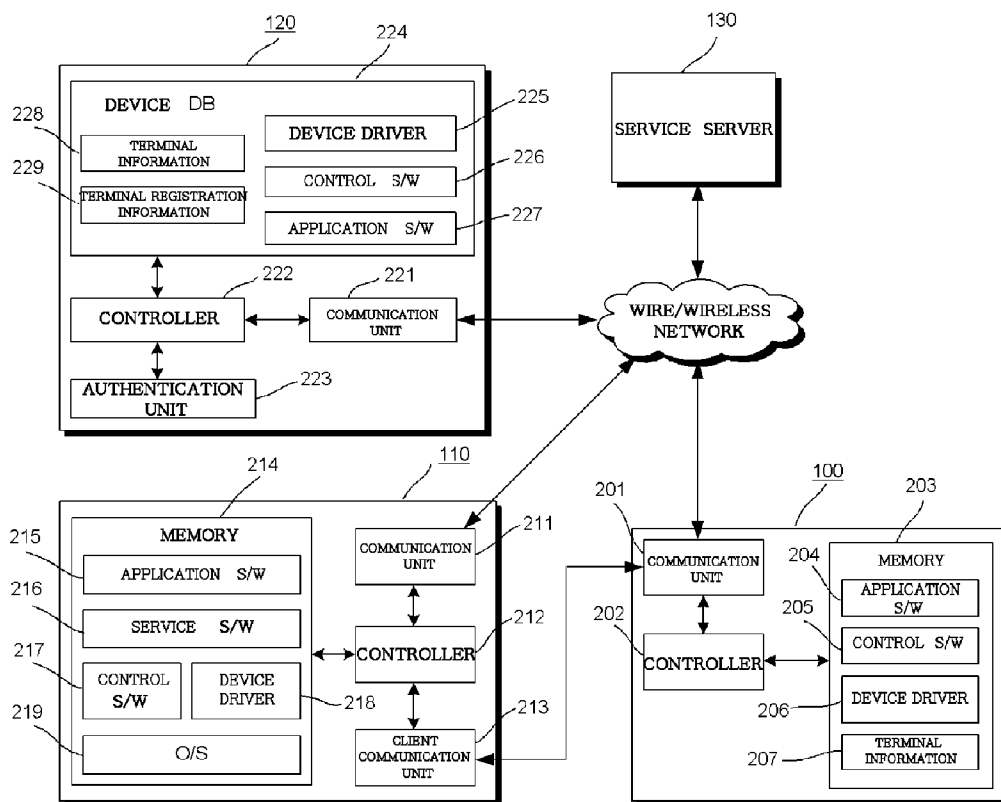 120
224
130
DEVICE DB
228
TERMINAL
INFORMATION
229
TERMINAL REGISTRATION
INFORMATION
DEVICE DRIVER
225
CONTROL S/W
226
APPLICATION S/W
227
SERVICE SERVER
222
221
CONTROLLER
COMMUNICATION
UNIT
WIRE/WIRELESS
NETWORK
AUTHENTICATION
UNIT
223
214
110
MEMORY
215
APPLICATION S/W
216
SERVICE S/W
217
CONTROL
S/W
DEVICE
DRIVER
218
219
O/S
COMMUNICATION
UNIT
211
CONTROLLER
212
CLIENT
COMMUNICATION
UNIT
213
100
201
203
COMMUNICATION
UNIT
202
CONTROLLER
MEMORY
204
APPLICATION
S/W
205
CONTROL S/W
206
DEVICE DRIVER
207
TERMINAL
INFORMATION